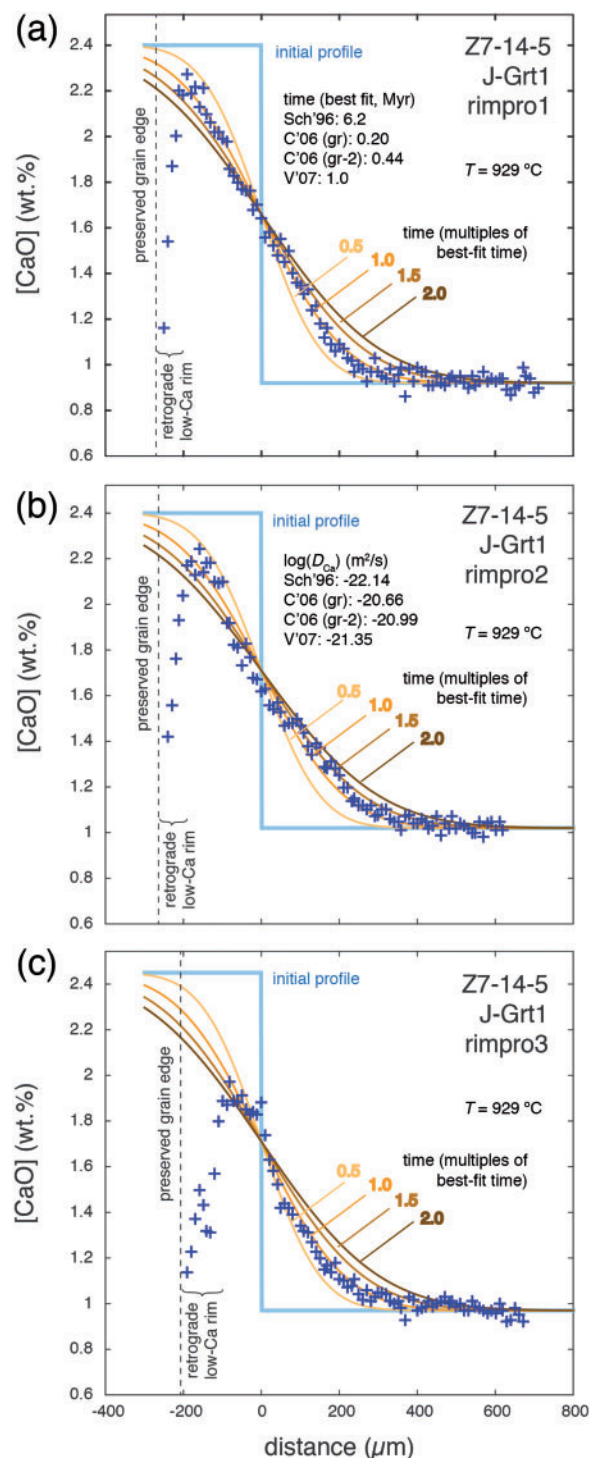 (a)
Z7-14-5
J-Grt1
rimpro1
initial profile
time (best fit, Myr)
Sch'96: 6.2
C'06 (gr): 0.20
C'06 (gr-2): 0.44
V'07: 1.0
T = 929 ºC
time (multiples of
best-fit time)
0.5
1.0
1.5
2.0
preserved grain edge
retrograde
low-Ca rim
[CaO] (wt.%)
2.4
2.2
2.0
1.8
1.6
1.4
1.2
1.0
0.8
0.6
(b)
Z7-14-5
J-Grt1
rimpro2
initial profile
log(DCa) (m²/s)
Sch'96: -22.14
C'06 (gr): -20.66
C'06 (gr-2): -20.99
V'07: -21.35
T = 929 ºC
time (multiples of
best-fit time)
0.5
1.0
1.5
2.0
preserved grain edge
retrograde
low-Ca rim
[CaO] (wt.%)
2.4
2.2
2.0
1.8
1.6
1.4
1.2
1.0
0.8
0.6
(c)
Z7-14-5
J-Grt1
rimpro3
initial profile
T = 929 ºC
time (multiples of
best-fit time)
0.5
1.0
1.5
2.0
preserved grain edge
retrograde
low-Ca rim
[CaO] (wt.%)
2.4
2.2
2.0
1.8
1.6
1.4
1.2
1.0
0.8
0.6
-400 -200 0 200 400 600 800
distance (µm)